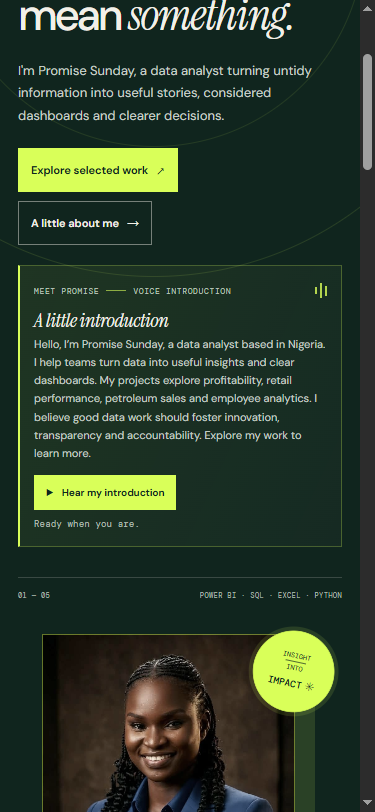 mean something.
I'm Promise Sunday, a data analyst turning untidy
information into useful stories, considered
dashboards and clearer decisions.
Explore selected work ↗
A little about me →
MEET PROMISE —— VOICE INTRODUCTION
A little introduction
Hello, I'm Promise Sunday, a data analyst based in Nigeria.
I help teams turn data into useful insights and clear
dashboards. My projects explore profitability, retail
performance, petroleum sales and employee analytics. I
believe good data work should foster innovation,
transparency and accountability. Explore my work to
learn more.
▶ Hear my introduction
Ready when you are.
01 — 05
POWER BI · SQL · EXCEL · PYTHON
INSIGHT
INTO
IMPACT ✳